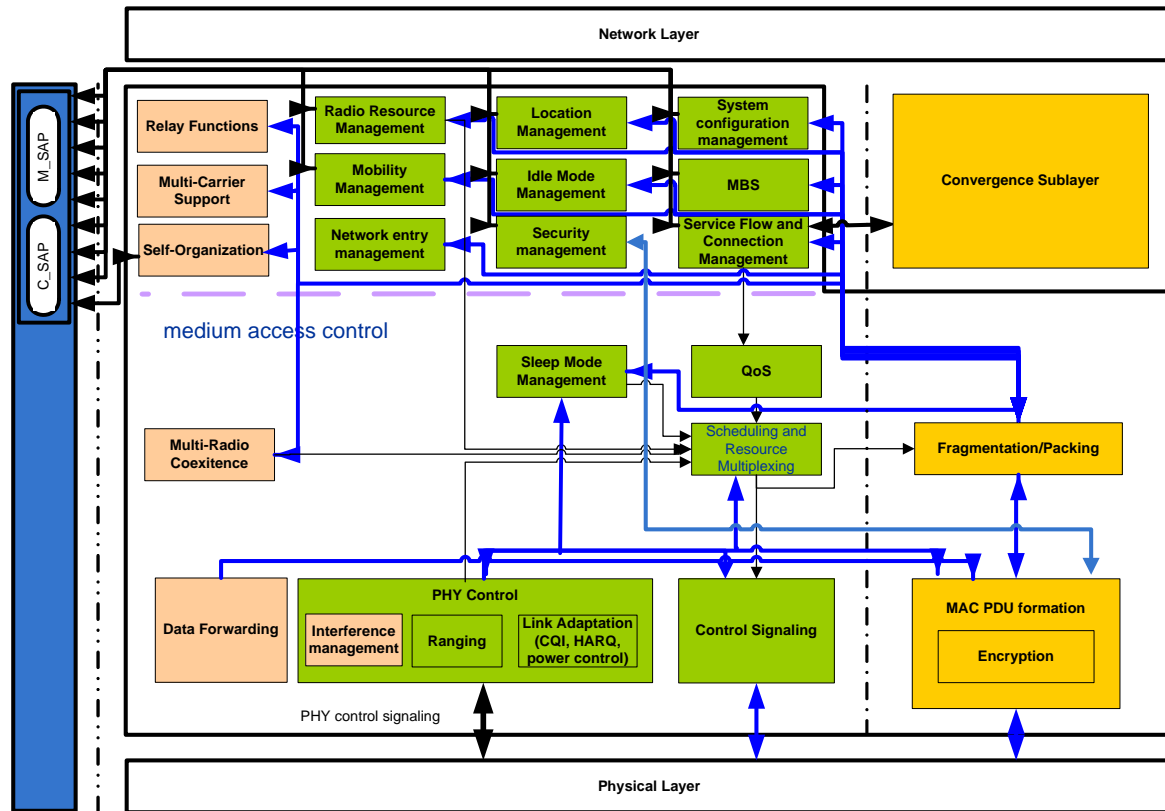 Network Layer
M_SAP
C_SAP
Relay Functions
Multi-Carrier
Support
Self-Organization
Radio Resource
Management
Mobility
Management
Network entry
management
Location
Management
Idle Mode
Management
Security
management
System
configuration
management
MBS
Service Flow and
Connection
Management
Convergence Sublayer
medium access control
Sleep Mode
Management
QoS
Multi-Radio
Coexitence
Scheduling and
Resource
Multiplexing
Fragmentation/Packing
Data Forwarding
PHY Control
Interference
management
Ranging
Link Adaptation
(CQI, HARQ,
power control)
Control Signaling
MAC PDU formation
Encryption
PHY control signaling
Physical Layer